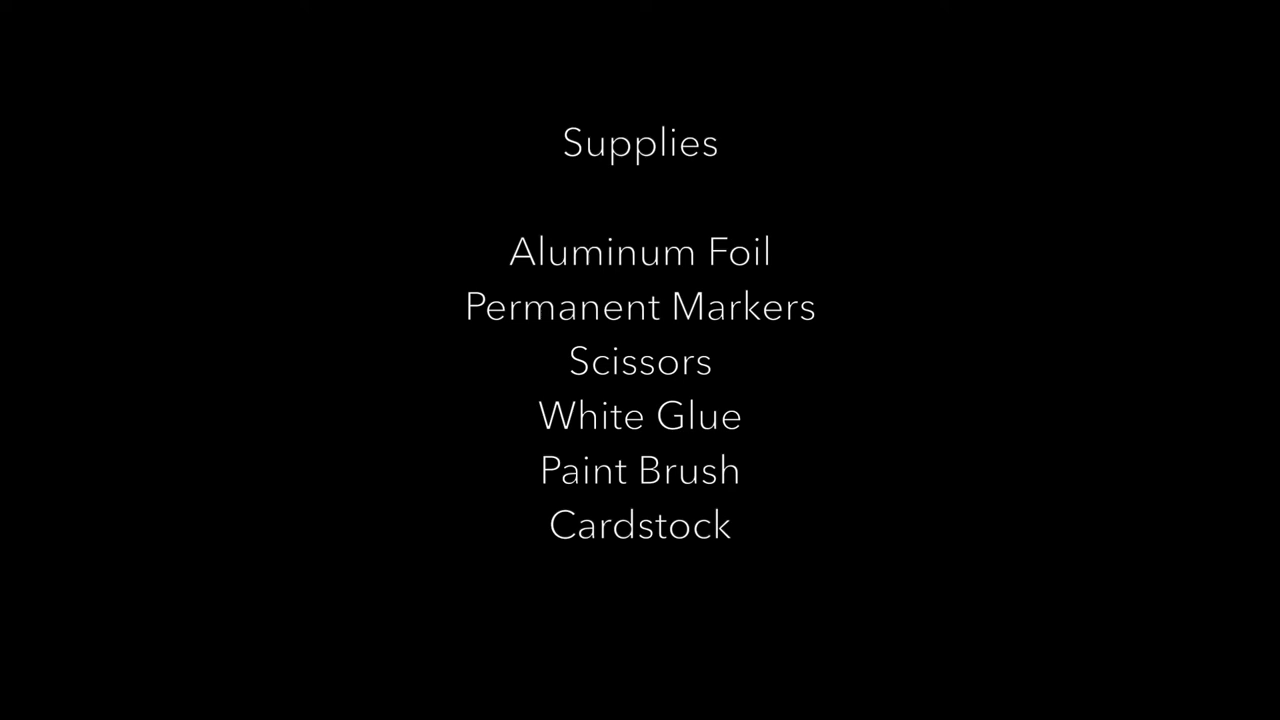 Supplies
Aluminum Foil
Permanent Markers
Scissors
White Glue
Paint Brush
Cardstock